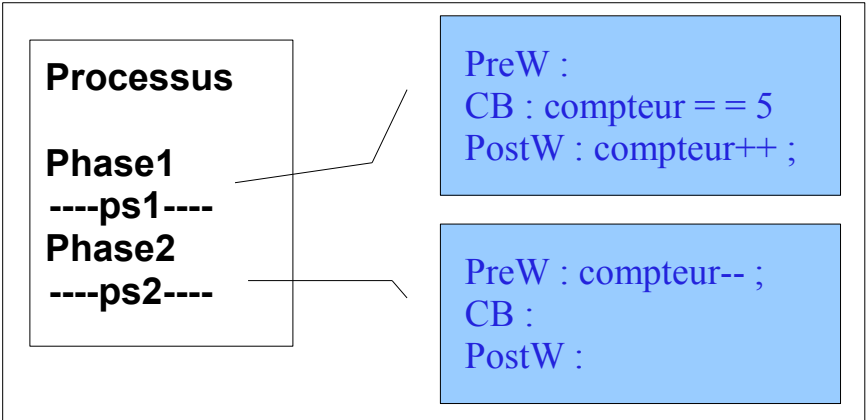 Processus
Phase1
----ps1----
Phase2
----ps2----
PreW :
CB : compteur = = 5
PostW : compteur++ ;
PreW : compteur-- ;
CB :
PostW :